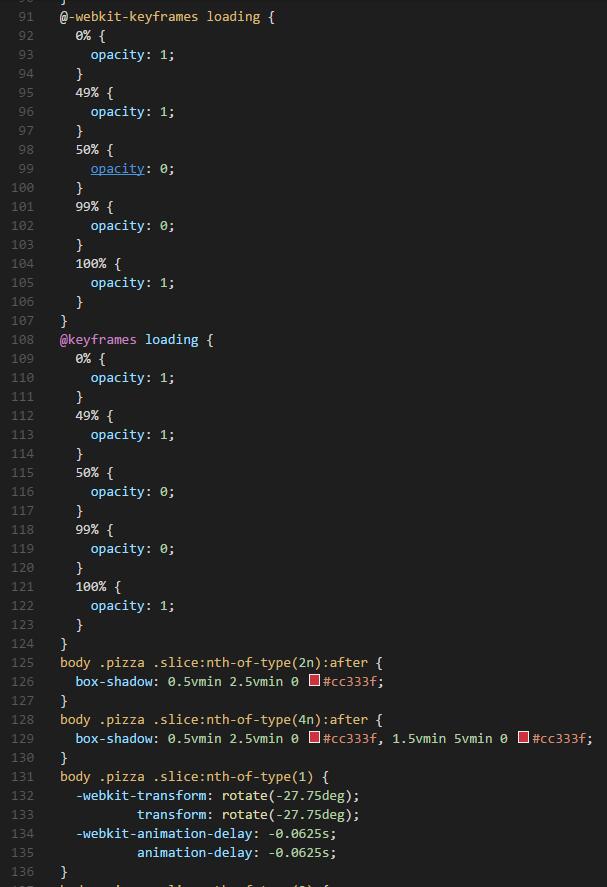 91 @-webkit-keyframes loading {
92   0% {
93     opacity: 1;
94   }
95   49% {
96     opacity: 1;
97   }
98   50% {
99     opacity: 0;
100   }
101   99% {
102     opacity: 0;
103   }
104   100% {
105     opacity: 1;
106   }
107 }
108 @keyframes loading {
109   0% {
110     opacity: 1;
111   }
112   49% {
113     opacity: 1;
114   }
115   50% {
116     opacity: 0;
117   }
118   99% {
119     opacity: 0;
120   }
121   100% {
122     opacity: 1;
123   }
124 }
125 body .pizza .slice:nth-of-type(2n):after {
126   box-shadow: 0.5vmin 2.5vmin 0 #cc333f;
127 }
128 body .pizza .slice:nth-of-type(4n):after {
129   box-shadow: 0.5vmin 2.5vmin 0 #cc333f, 1.5vmin 5vmin 0 #cc333f;
130 }
131 body .pizza .slice:nth-of-type(1) {
132   -webkit-transform: rotate(-27.75deg);
133           transform: rotate(-27.75deg);
134   -webkit-animation-delay: -0.0625s;
135           animation-delay: -0.0625s;
136 }